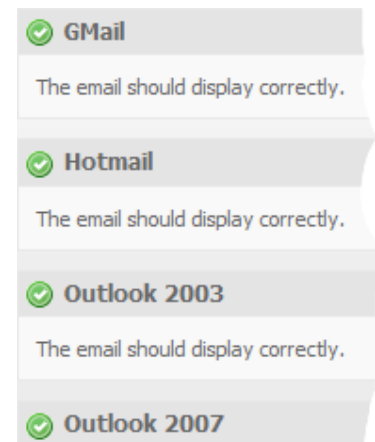 GMail
The email should display correctly.
Hotmail
The email should display correctly.
Outlook 2003
The email should display correctly.
Outlook 2007